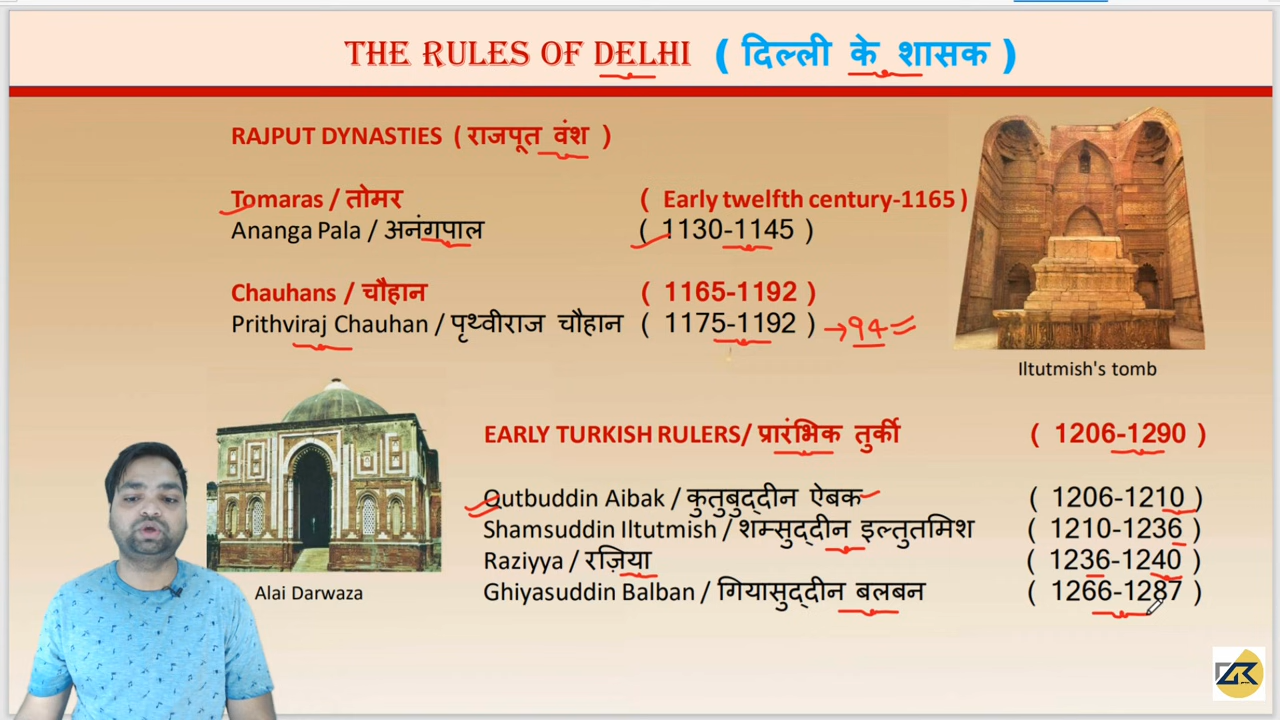 THE RULES OF DELHI ( दिल्ली के शासक )
RAJPUT DYNASTIES ( राजपूत वंश )
Tomaras / तोमर ( Early twelfth century-1165 )
Ananga Pala / अनंगपाल ( 1130-1145 )
Chauhans / चौहान ( 1165-1192 )
Prithviraj Chauhan / पृथ्वीराज चौहान ( 1175-1192 )
Iltutmish's tomb
EARLY TURKISH RULERS/ प्रारंभिक तुर्की ( 1206-1290 )
Qutbuddin Aibak / कुतुबुद्दीन ऐबक ( 1206-1210 )
Shamsuddin Iltutmish / शम्सुद्दीन इल्तुतमिश ( 1210-1236 )
Raziyya / रज़िया ( 1236-1240 )
Ghiyasuddin Balban / गियासुद्दीन बलबन ( 1266-1287 )
Alai Darwaza